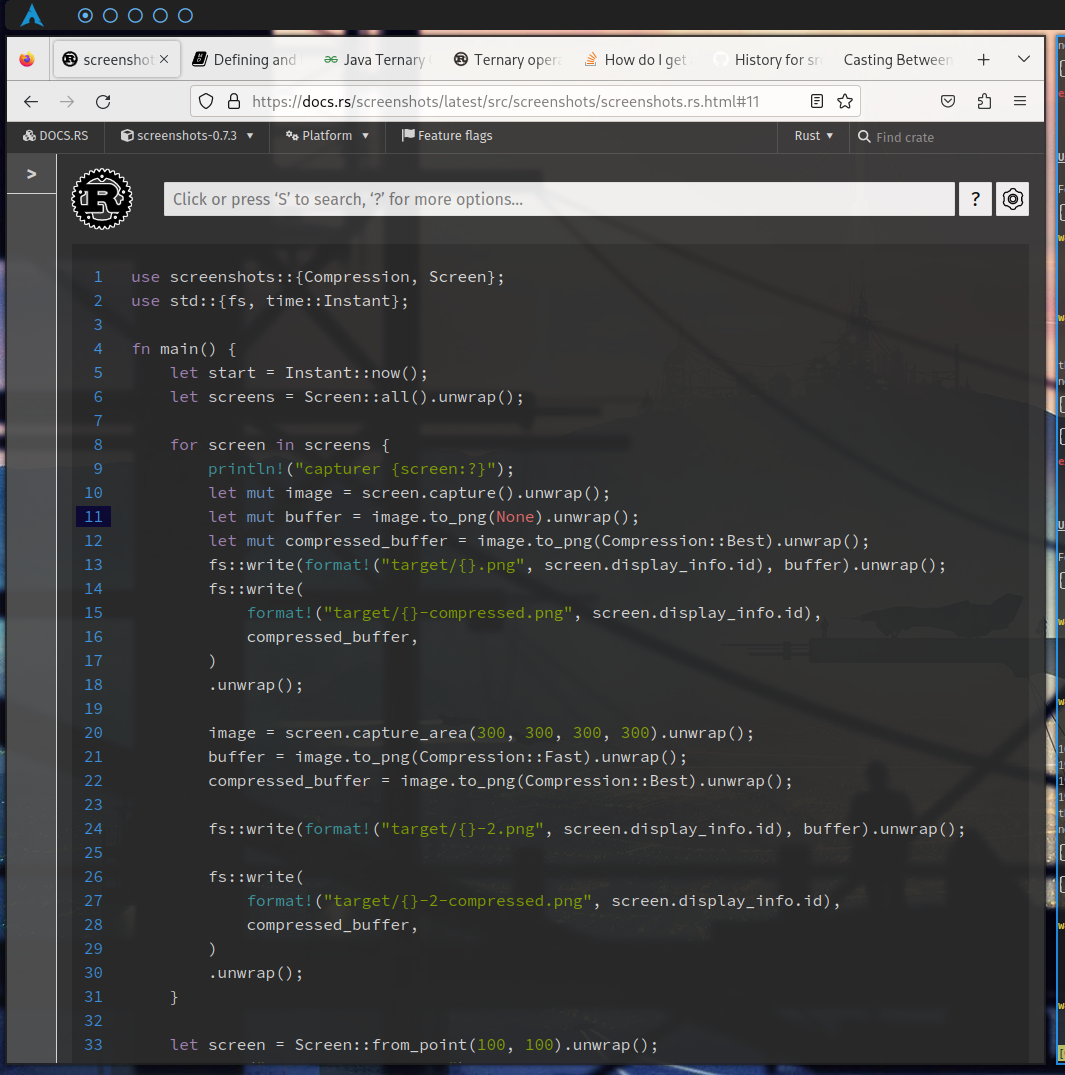 screenshot
Defining and
Java Ternary
Ternary opera
How do I get
History for sr
Casting Between
https://docs.rs/screenshots/latest/src/screenshots/screenshots.rs.html#11
DOCS.RS
screenshots-0.7.3
Platform
Feature flags
Rust
Find crate
>
R
Click or press ‘S’ to search, ‘?’ for more options…
?
1 use screenshots::{Compression, Screen};
2 use std::{fs, time::Instant};
3
4 fn main() {
5     let start = Instant::now();
6     let screens = Screen::all().unwrap();
7
8     for screen in screens {
9         println!("capturer {screen:?}");
10         let mut image = screen.capture().unwrap();
11         let mut buffer = image.to_png(None).unwrap();
12         let mut compressed_buffer = image.to_png(Compression::Best).unwrap();
13         fs::write(format!("target/{}.png", screen.display_info.id), buffer).unwrap();
14         fs::write(
15             format!("target/{}-compressed.png", screen.display_info.id),
16             compressed_buffer,
17         )
18         .unwrap();
19
20         image = screen.capture_area(300, 300, 300, 300).unwrap();
21         buffer = image.to_png(Compression::Fast).unwrap();
22         compressed_buffer = image.to_png(Compression::Best).unwrap();
23
24         fs::write(format!("target/{}-2.png", screen.display_info.id), buffer).unwrap();
25
26         fs::write(
27             format!("target/{}-2-compressed.png", screen.display_info.id),
28             compressed_buffer,
29         )
30         .unwrap();
31     }
32
33     let screen = Screen::from_point(100, 100).unwrap();